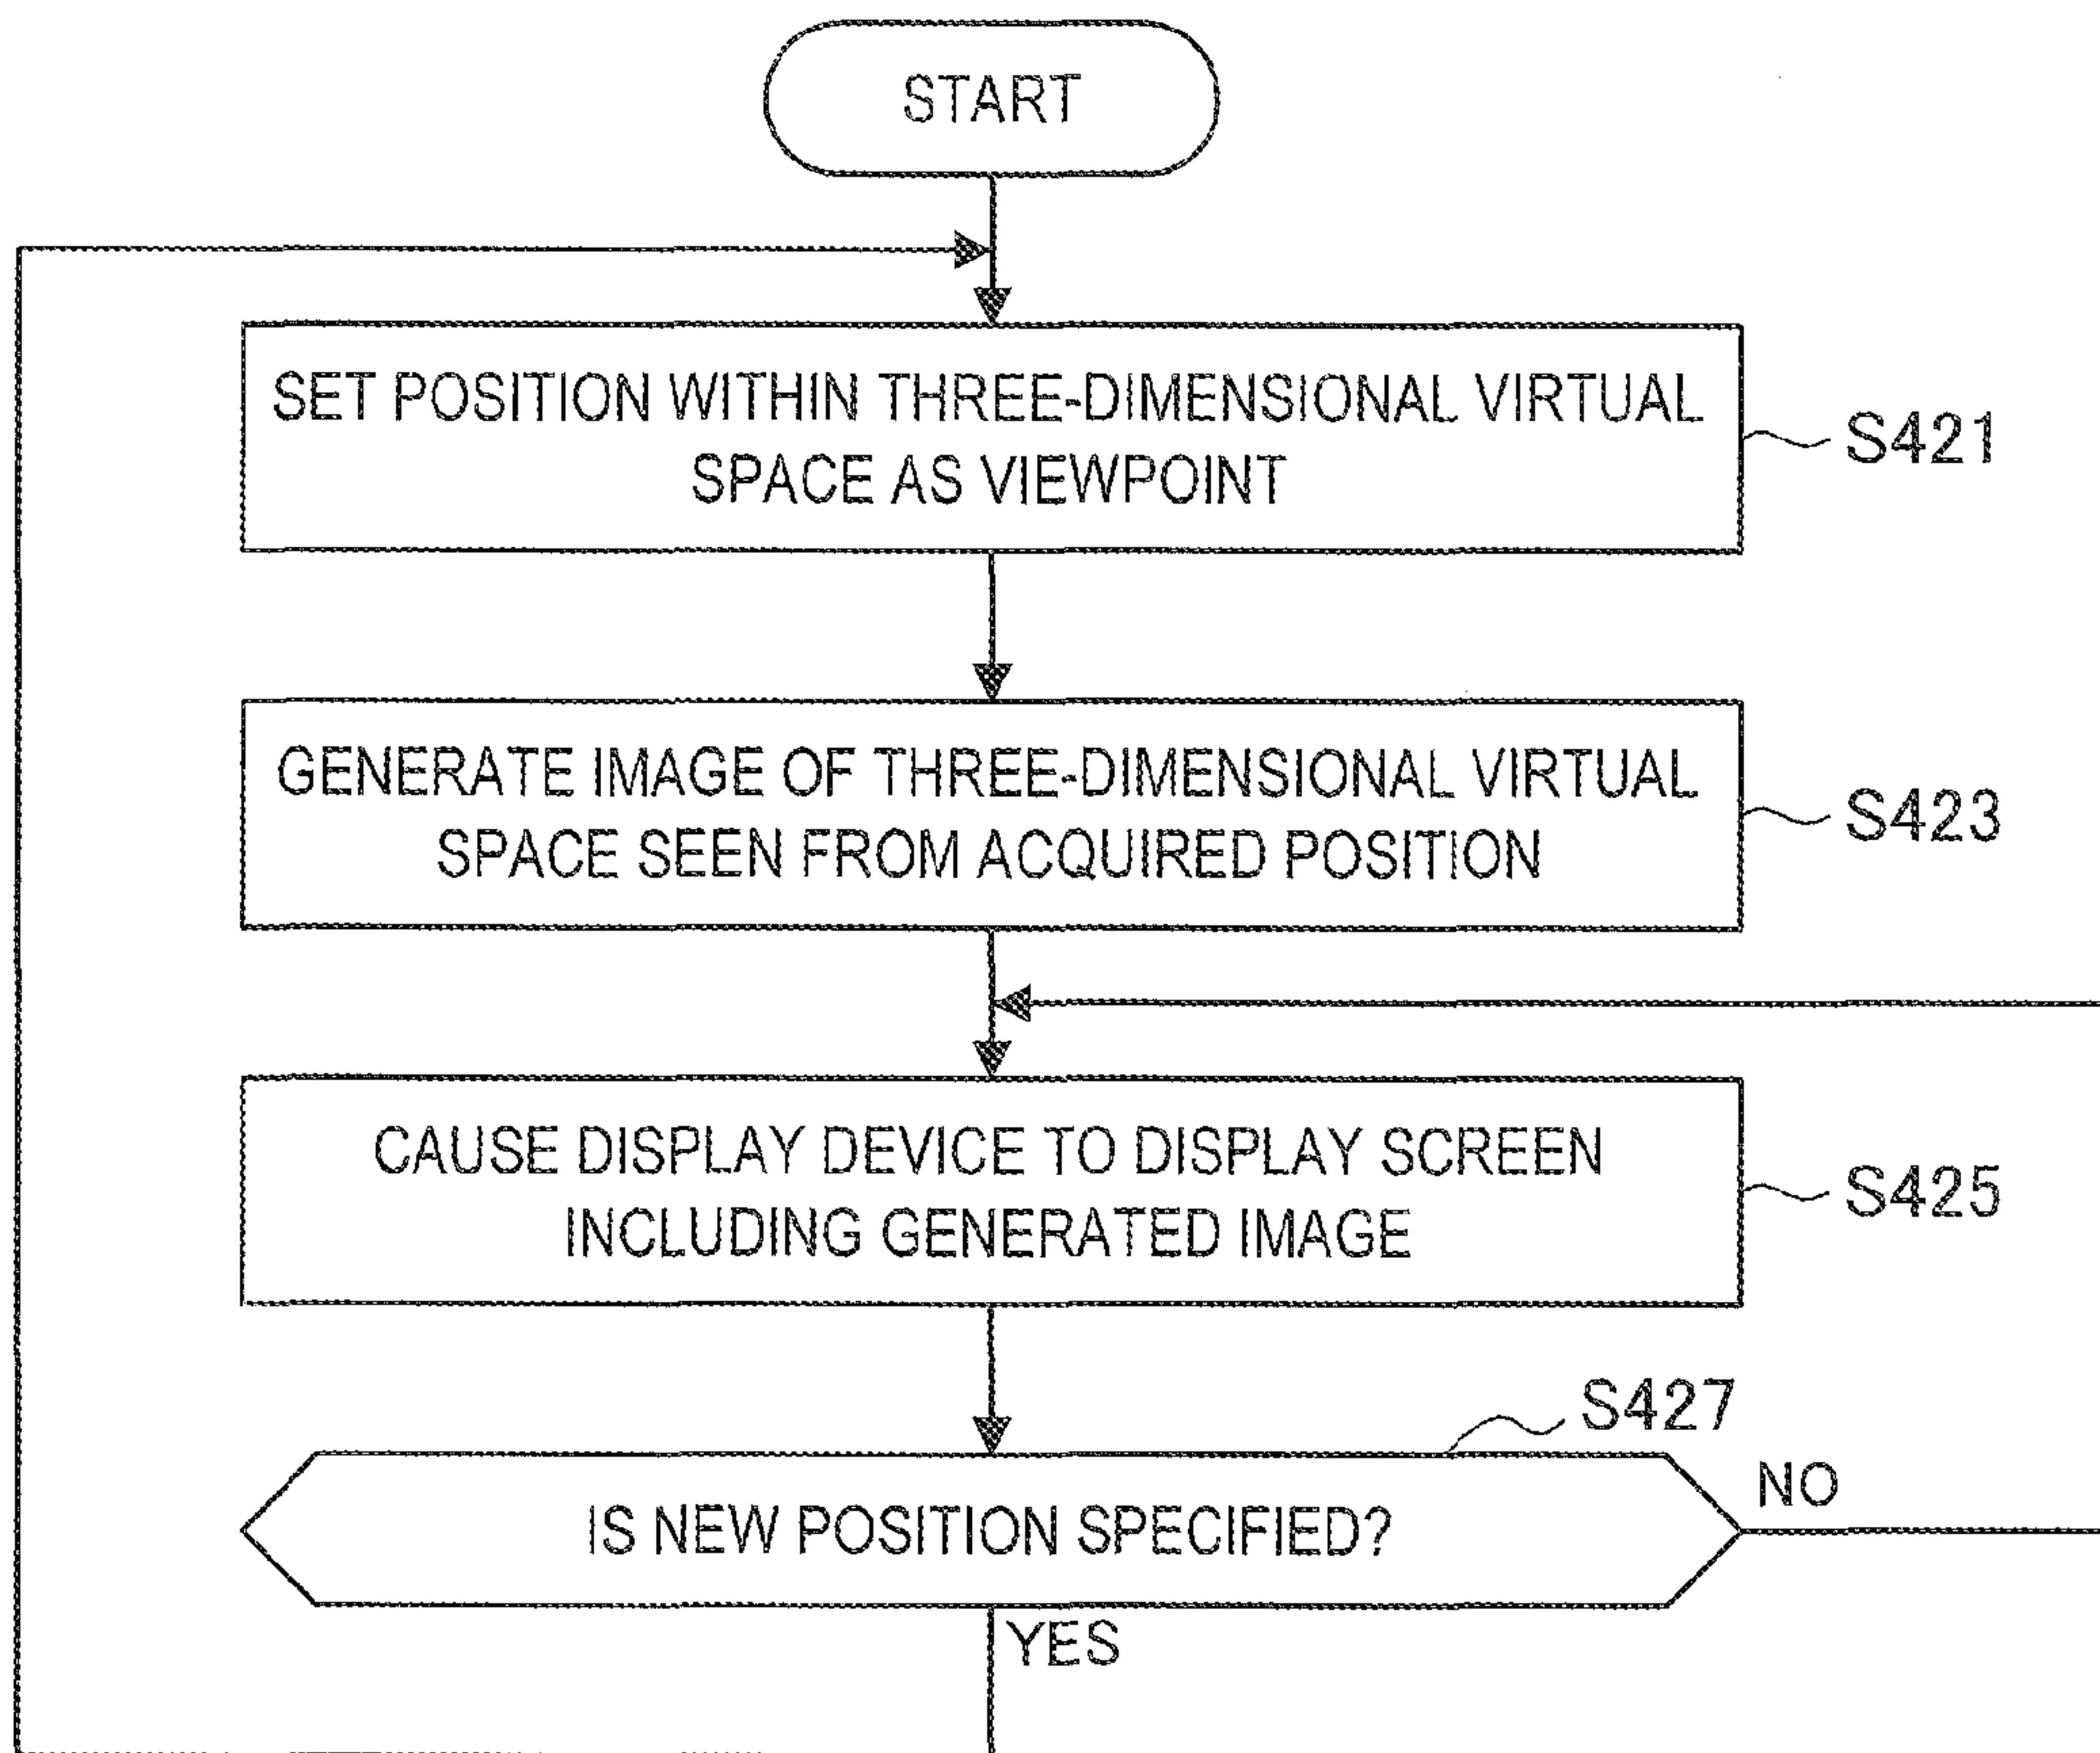 START
SET POSITION WITHIN THREE-DIMENSIONAL VIRTUAL
SPACE AS VIEWPOINT
S421
GENERATE IMAGE OF THREE-DIMENSIONAL VIRTUAL
SPACE SEEN FROM ACQUIRED POSITION
S423
CAUSE DISPLAY DEVICE TO DISPLAY SCREEN
INCLUDING GENERATED IMAGE
S425
S427
IS NEW POSITION SPECIFIED?
NO
YES